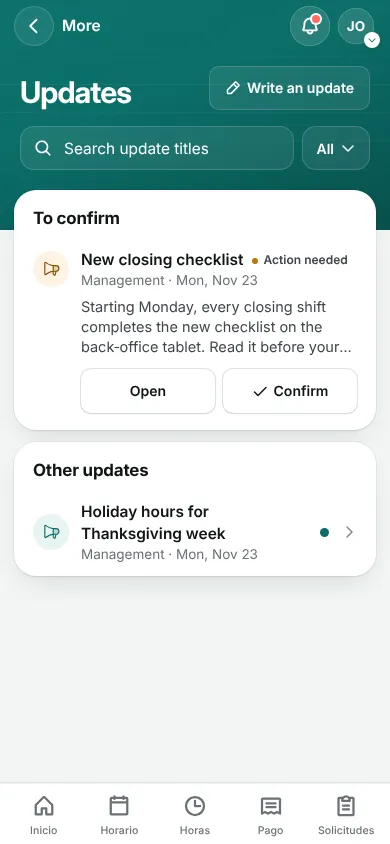 More
JO
Updates
Write an update
Search update titles
All
To confirm
New closing checklist
Action needed
Management · Mon, Nov 23
Starting Monday, every closing shift
completes the new checklist on the
back-office tablet. Read it before your...
Open
Confirm
Other updates
Holiday hours for
Thanksgiving week
Management · Mon, Nov 23
Inicio
Horario
Horas
Pago
Solicitudes